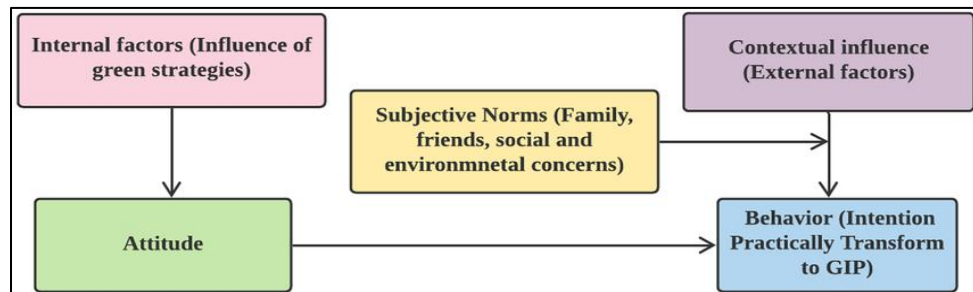 Internal factors (Influence of
green strategies)
Contextual influence
(External factors)
Subjective Norms (Family,
friends, social and
environmnetal concerns)
Attitude
Behavior (Intention
Practically Transform
to GIP)